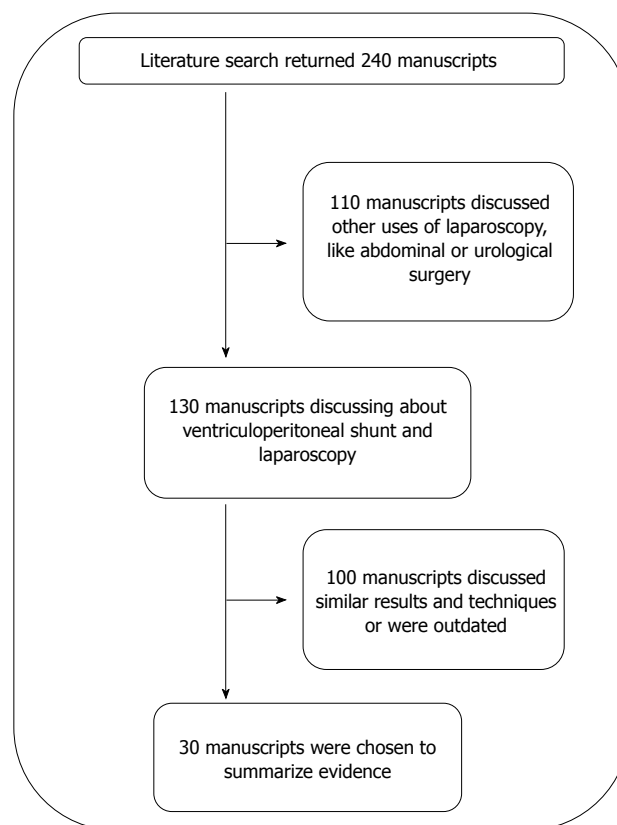 Literature search returned 240 manuscripts
110 manuscripts discussed
other uses of laparoscopy,
like abdominal or urological
surgery
130 manuscripts discussing about
ventriculoperitoneal shunt and
laparoscopy
100 manuscripts discussed
similar results and techniques
or were outdated
30 manuscripts were chosen to
summarize evidence